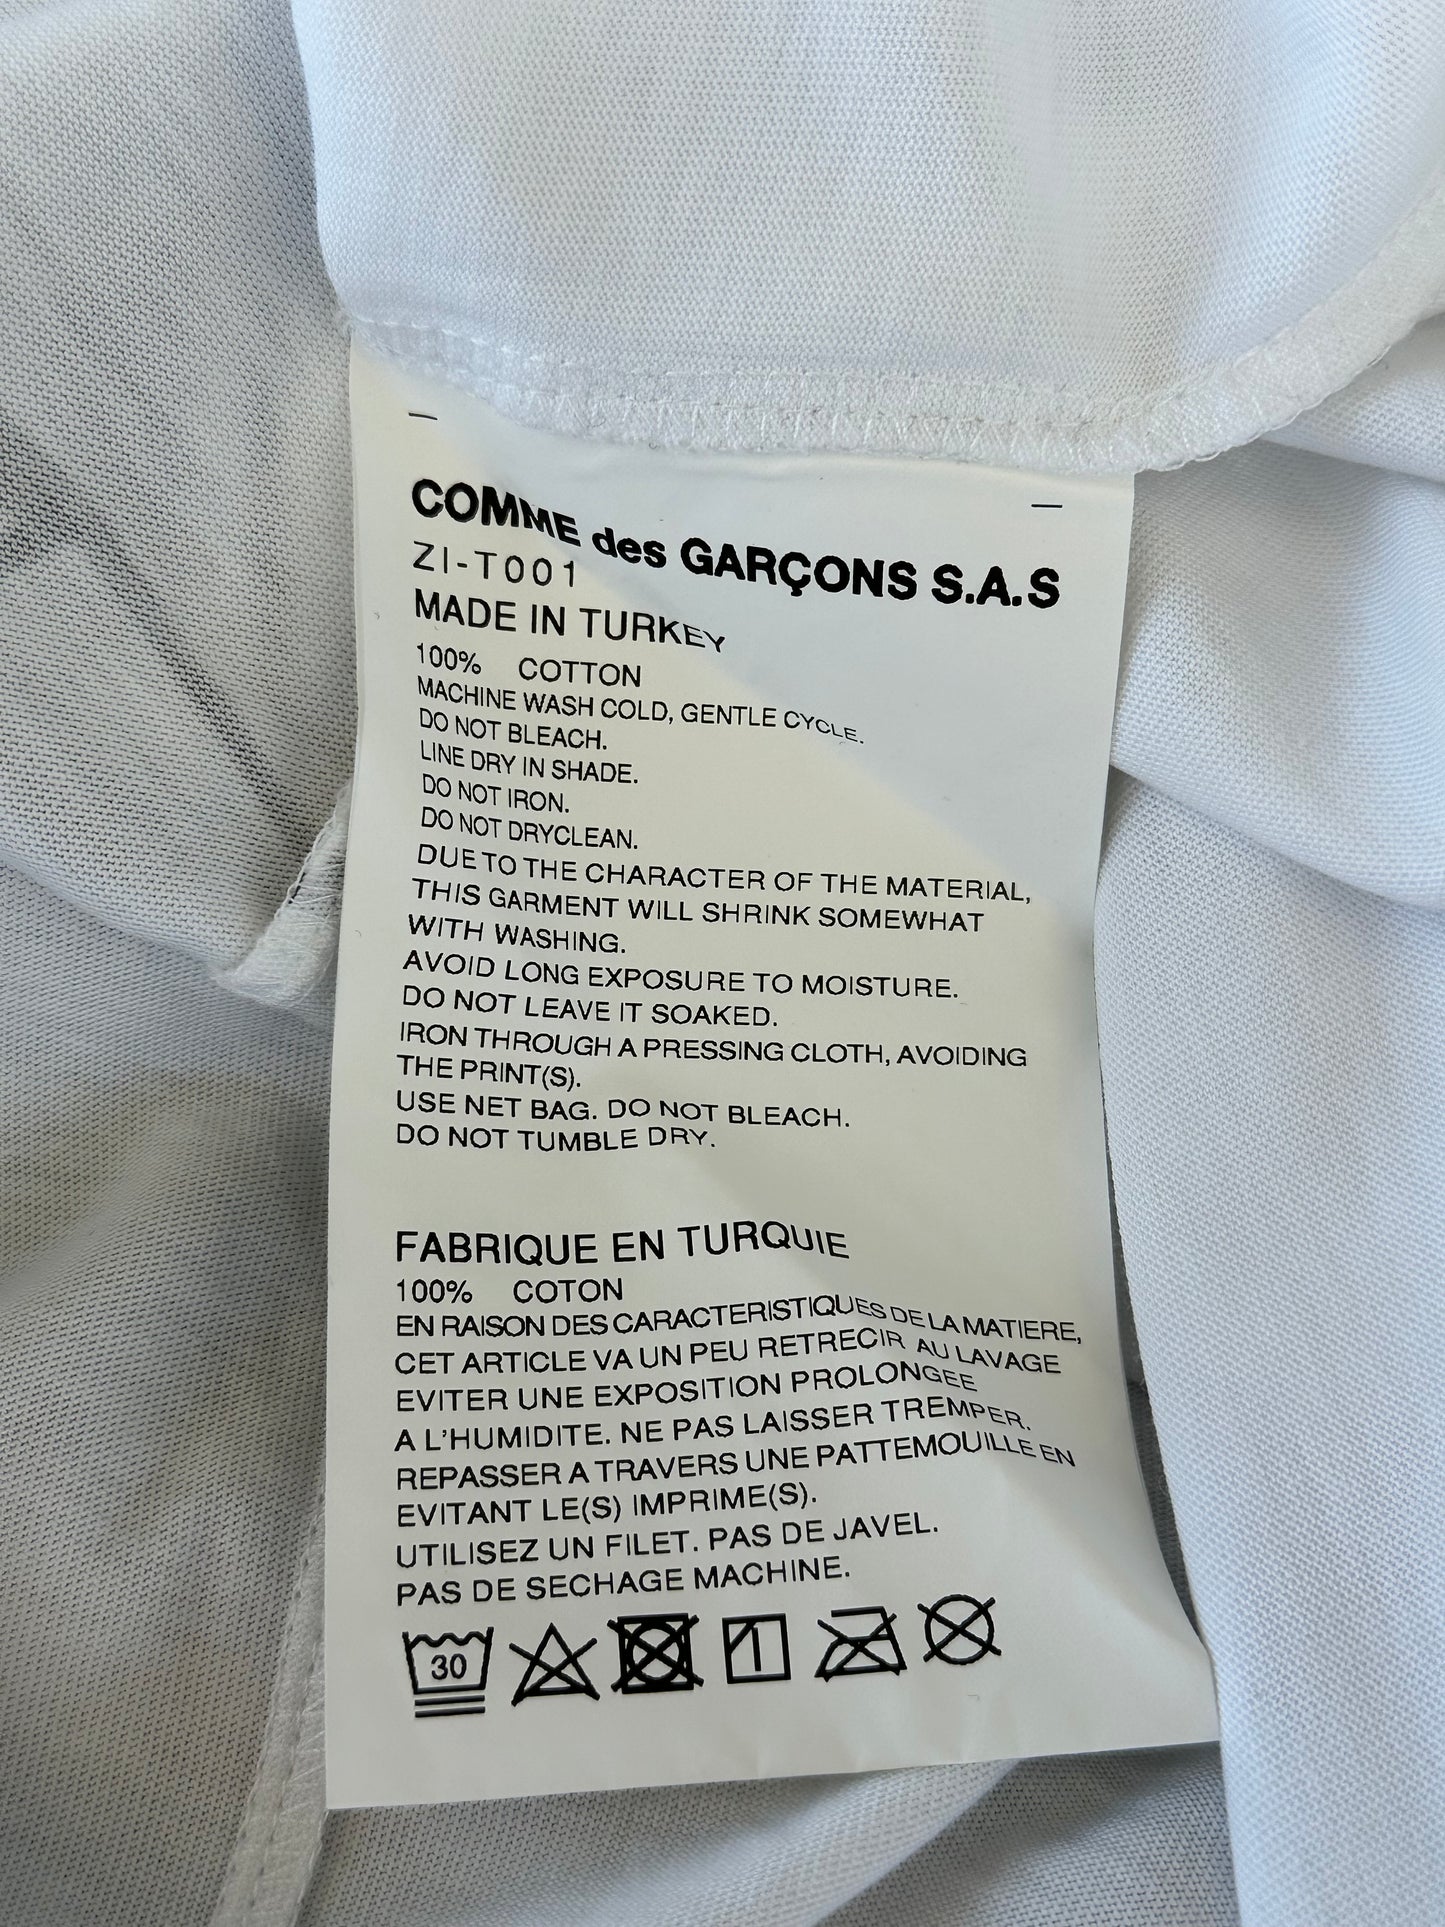 COMME des GARÇONS S.A.S
ZI-T001
MADE IN TURKEY
100% COTTON
MACHINE WASH COLD, GENTLE CYCLE.
DO NOT BLEACH.
LINE DRY IN SHADE.
DO NOT IRON.
DO NOT DRYCLEAN.
DUE TO THE CHARACTER OF THE MATERIAL,
THIS GARMENT WILL SHRINK SOMEWHAT
WITH WASHING.
AVOID LONG EXPOSURE TO MOISTURE.
DO NOT LEAVE IT SOAKED.
IRON THROUGH A PRESSING CLOTH, AVOIDING
THE PRINT(S).
USE NET BAG. DO NOT BLEACH.
DO NOT TUMBLE DRY.
FABRIQUE EN TURQUIE
100% COTON
EN RAISON DES CARACTERISTIQUES DE LA MATIERE,
CET ARTICLE VA UN PEU RETRECIR AU LAVAGE
EVITER UNE EXPOSITION PROLONGEE
A L'HUMIDITE. NE PAS LAISSER TREMPER.
REPASSER A TRAVERS UNE PATTEMOUILLE EN
EVITANT LE(S) IMPRIME(S).
UTILISEZ UN FILET. PAS DE JAVEL.
PAS DE SECHAGE MACHINE.
30